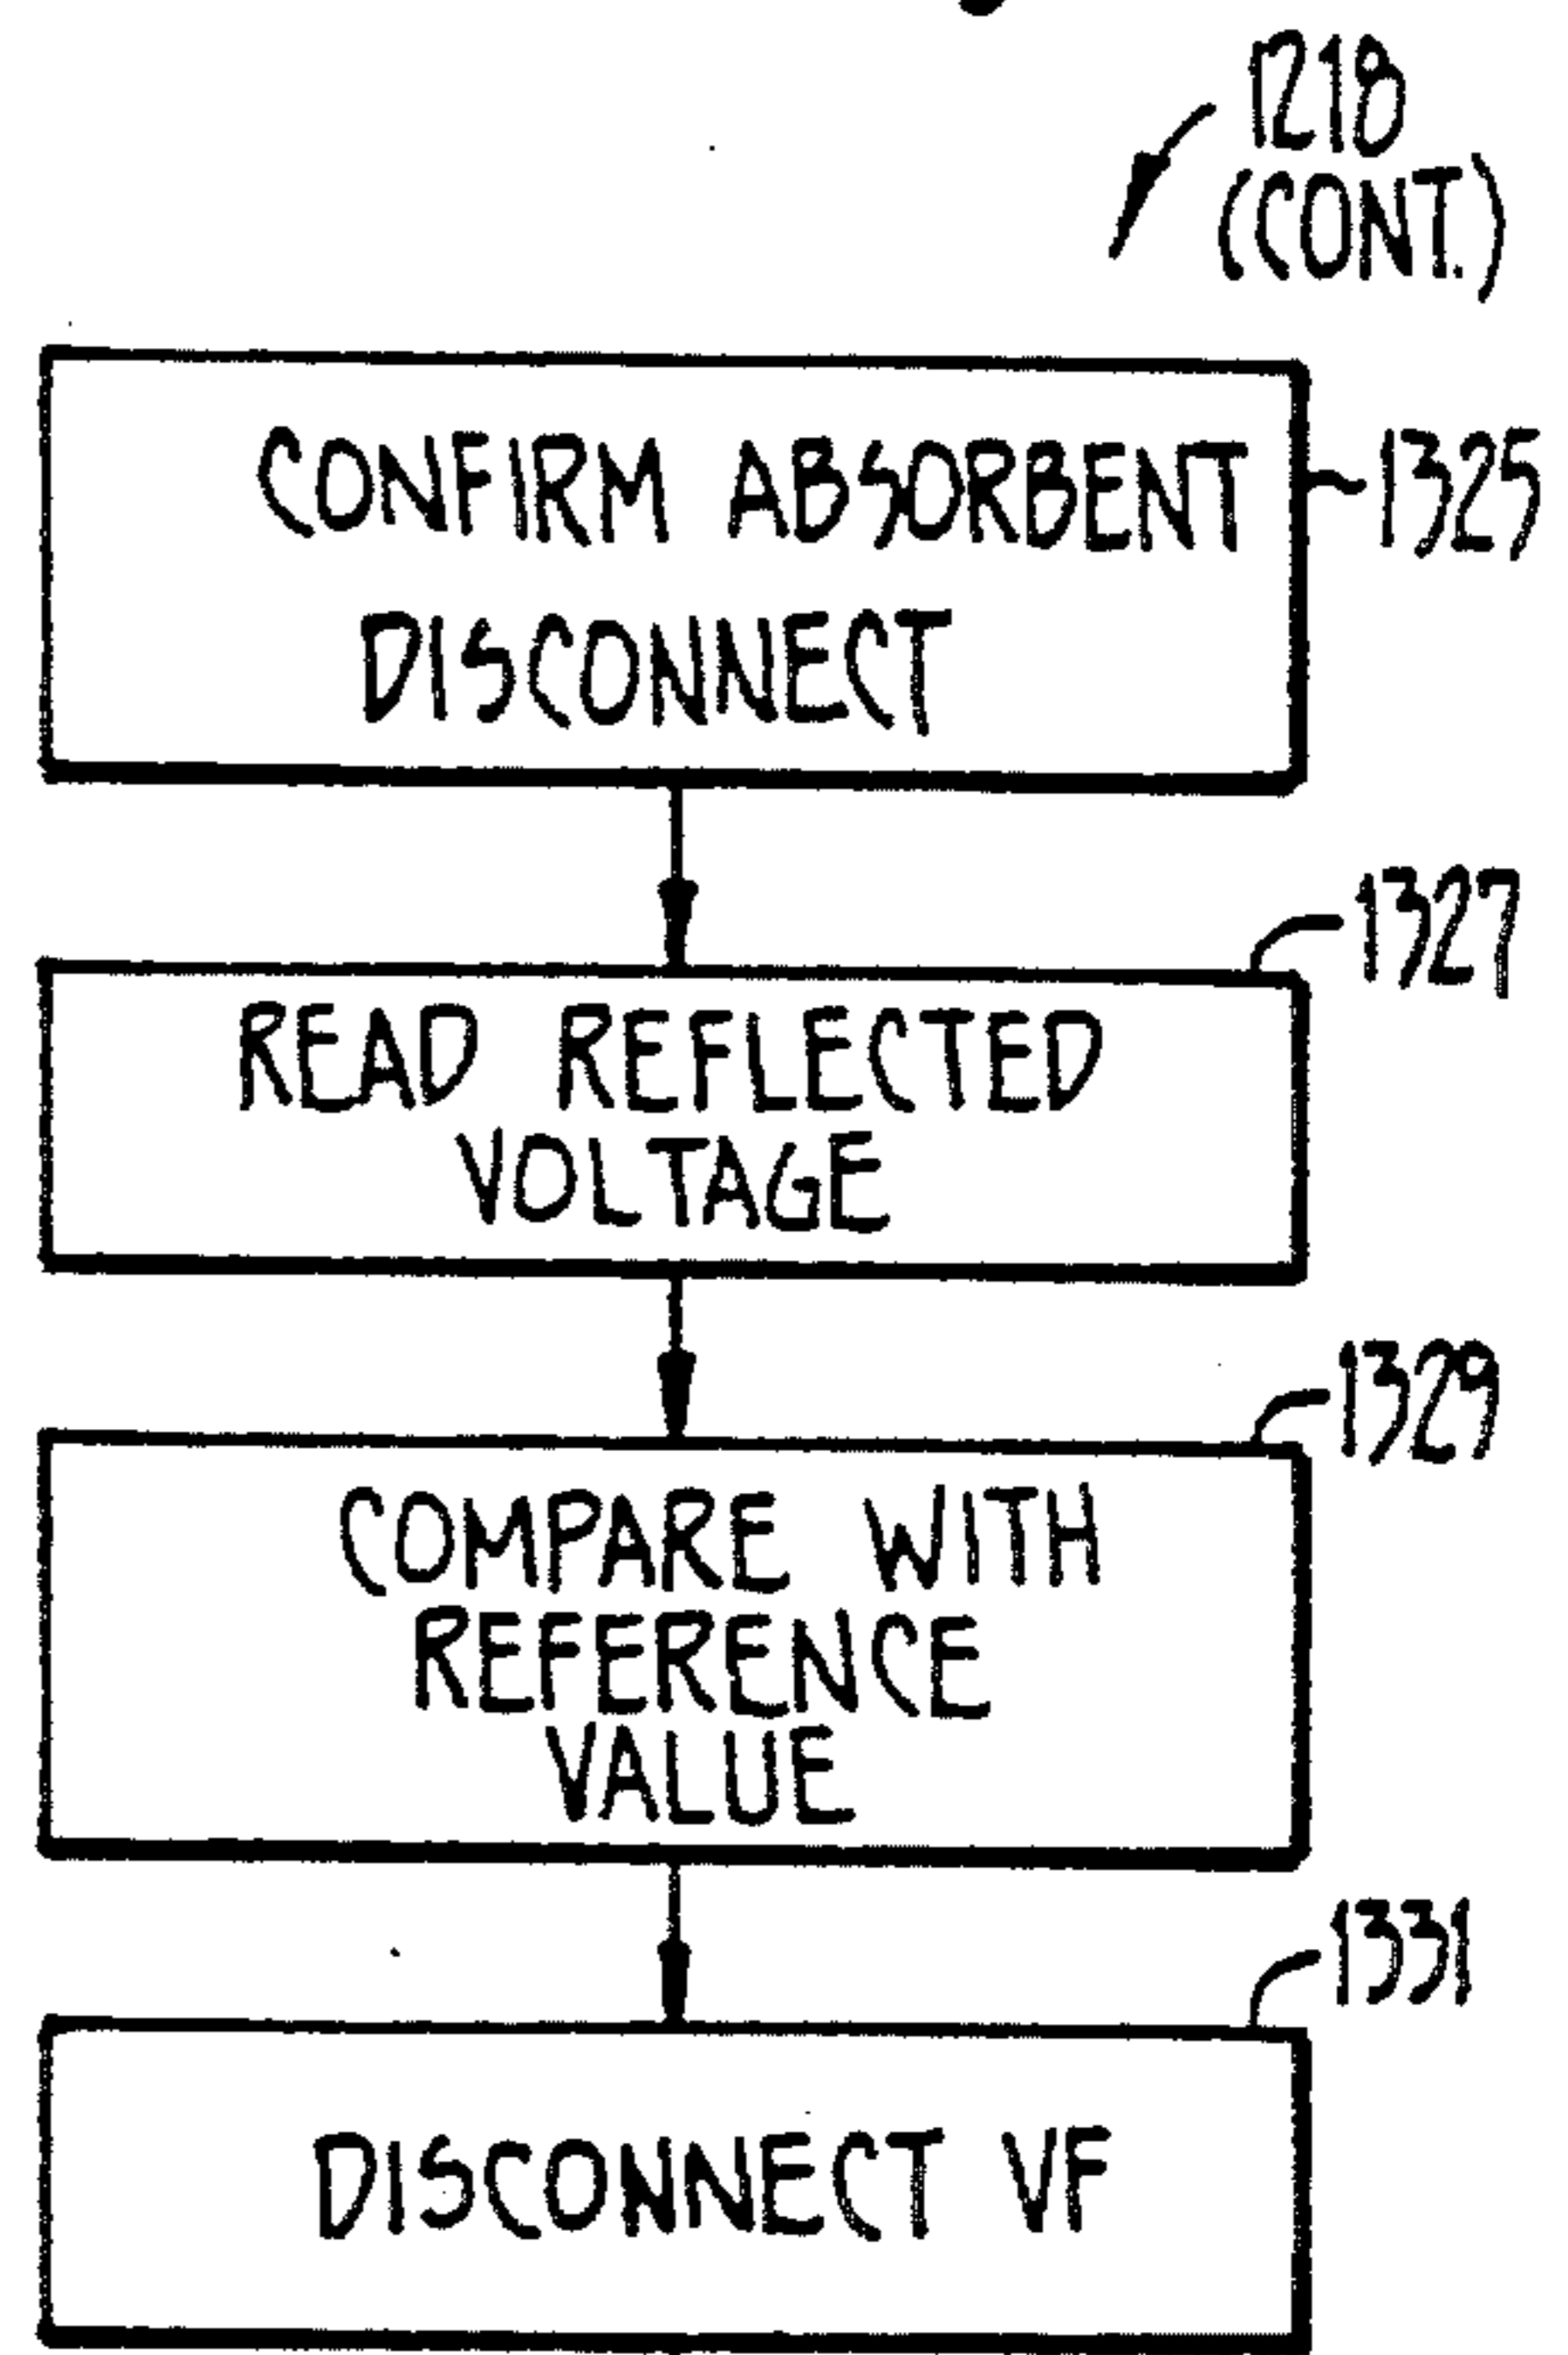 1218
(CONT.)
CONFIRM ABSORBENT
DISCONNECT
1325
1327
READ REFLECTED
VOLTAGE
1329
COMPARE WITH
REFERENCE
VALUE
1331
DISCONNECT VF